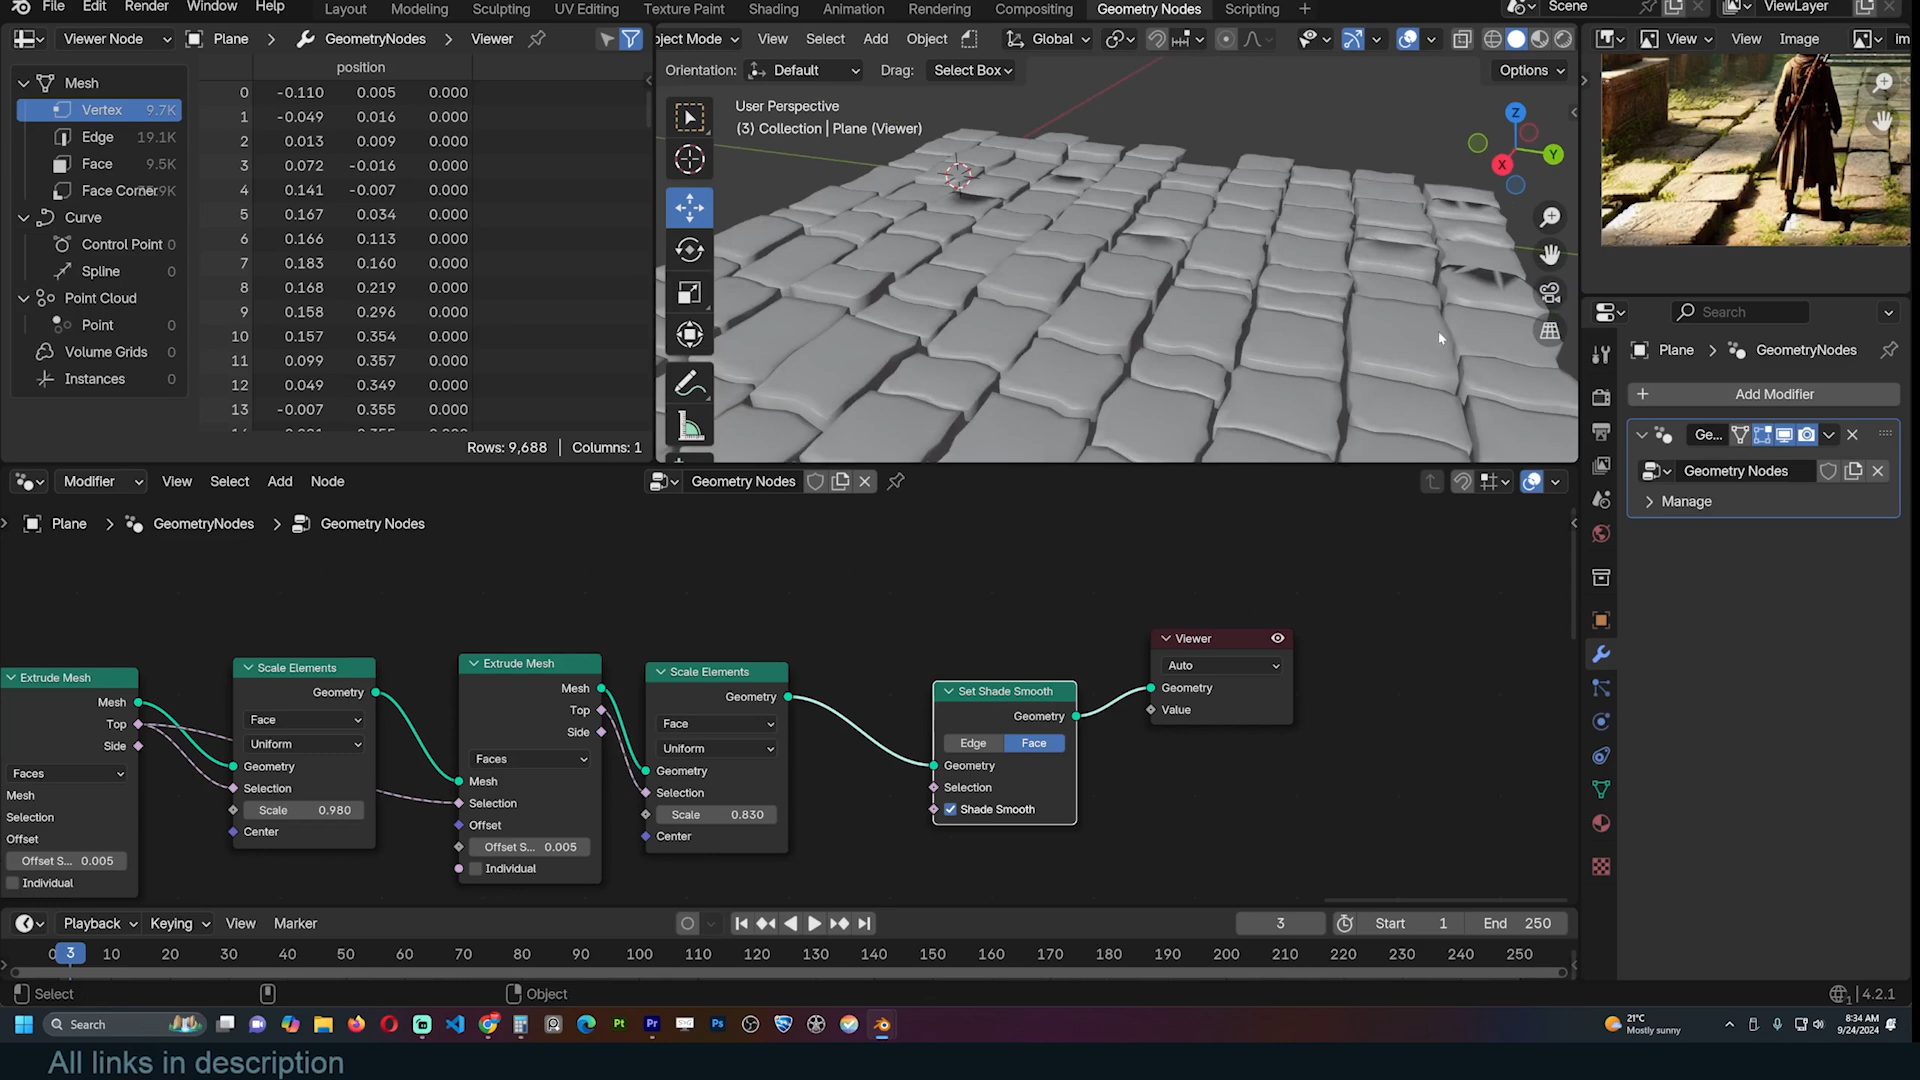 File Edit Render Window Help Layout Modeling Sculpting UV Editing Texture Paint Shading Animation Rendering Compositing Geometry Nodes Scripting Scene ViewLayer
Viewer Node Plane GeometryNodes Viewer
position
Mesh
Vertex 9.7K
Edge 19.1K
Face 9.5K
Face Corner
Curve
Control Point 0
Spline 0
Point Cloud
Point 0
Volume Grids 0
Instances 0
0 -0.110 0.005 0.000
1 -0.049 0.016 0.000
2 0.013 0.009 0.000
3 0.072 -0.016 0.000
4 0.141 -0.007 0.000
5 0.167 0.034 0.000
6 0.166 0.113 0.000
7 0.183 0.160 0.000
8 0.168 0.219 0.000
9 0.158 0.296 0.000
10 0.157 0.354 0.000
11 0.099 0.357 0.000
12 0.049 0.349 0.000
13 -0.007 0.355 0.000
Rows: 9,688 Columns: 1
oject Mode View Select Add Object Global
Orientation: Default Drag: Select Box Options
User Perspective
(3) Collection | Plane (Viewer)
Z
Y
X
View View Image im
Search
Plane GeometryNodes
Add Modifier
Ge...
Geometry Nodes
Manage
Modifier View Select Add Node Geometry Nodes
Plane GeometryNodes Geometry Nodes
Extrude Mesh
Mesh
Top
Side
Faces
Mesh
Selection
Offset
Offset S... 0.005
Individual
Scale Elements
Geometry
Face
Uniform
Geometry
Selection
Scale 0.980
Center
Extrude Mesh
Mesh
Top
Side
Faces
Mesh
Selection
Offset
Offset S... 0.005
Individual
Scale Elements
Geometry
Face
Uniform
Geometry
Selection
Scale 0.830
Center
Set Shade Smooth
Geometry
Edge Face
Geometry
Selection
Shade Smooth
Viewer
Auto
Geometry
Value
Playback Keying View Marker 3 Start 1 End 250
0 3 10 20 30 40 50 60 70 80 90 100 110 120 130 140 150 160 170 180 190 200 210 220 230 240 250
Select Object 4.2.1
Search
21°C
Mostly sunny
8:34 AM
9/24/2024
All links in description